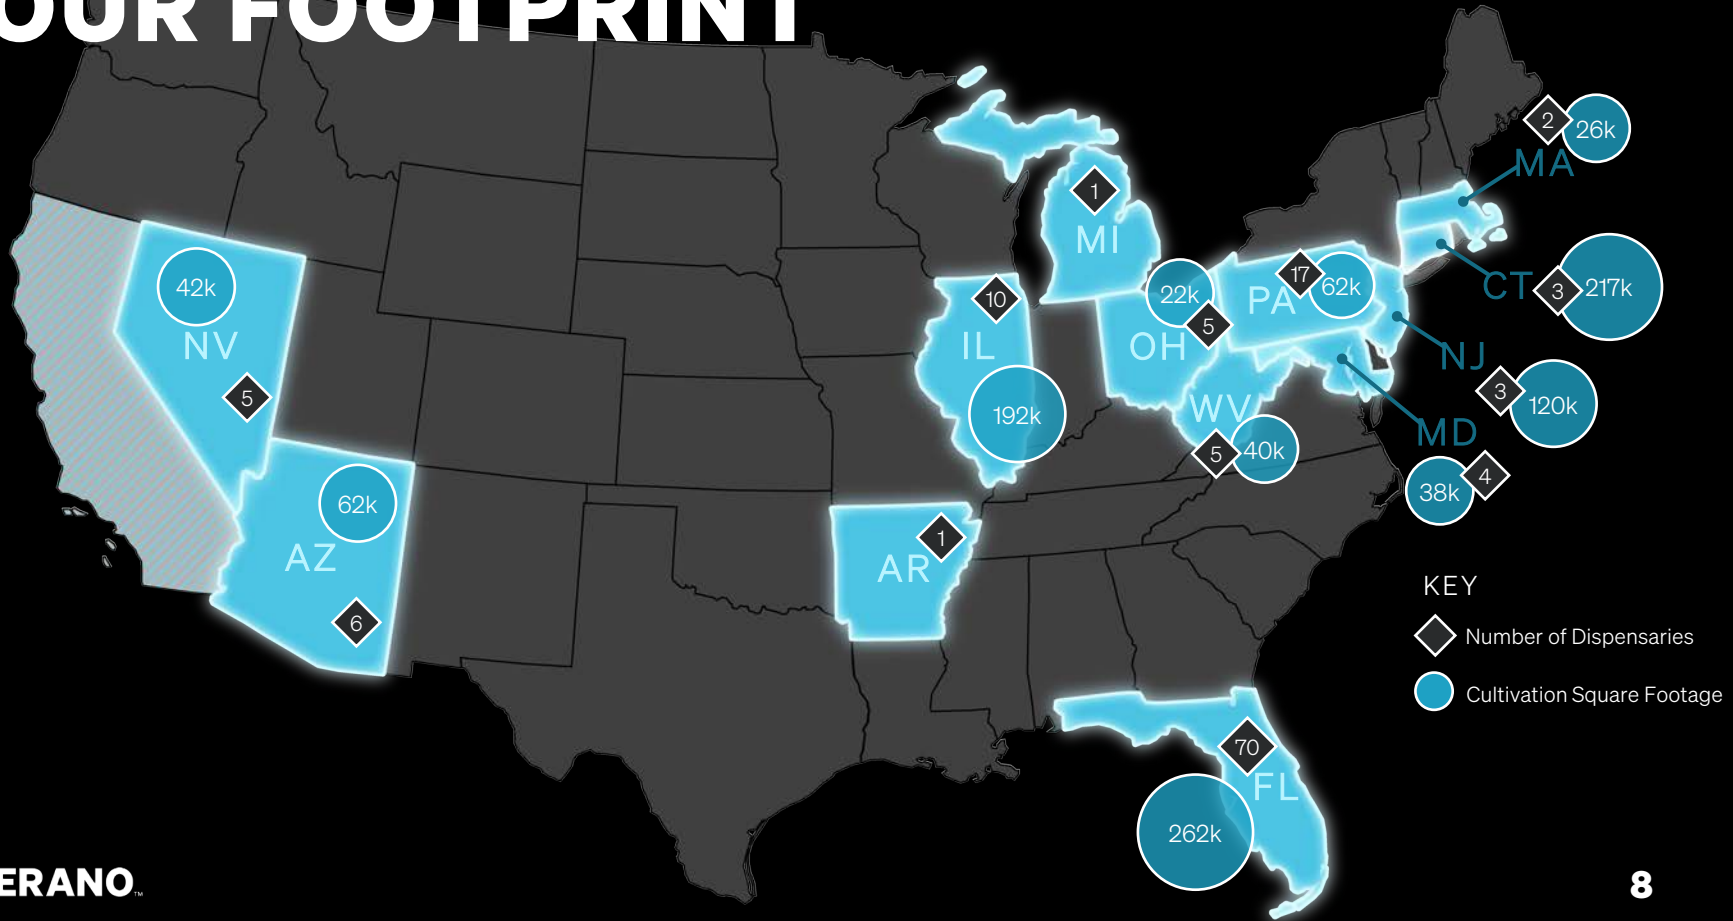 OUR FOOTPRINT
2
26k
MA
1
MI
42k
NV
5
10
IL
192k
22k
5
OH
17
PA
62k
CT
3
217k
NJ
3
120k
WV
5
40k
MD
38k
4
62k
AZ
6
1
AR
70
FL
262k
KEY
Number of Dispensaries
Cultivation Square Footage
ERANO™
8